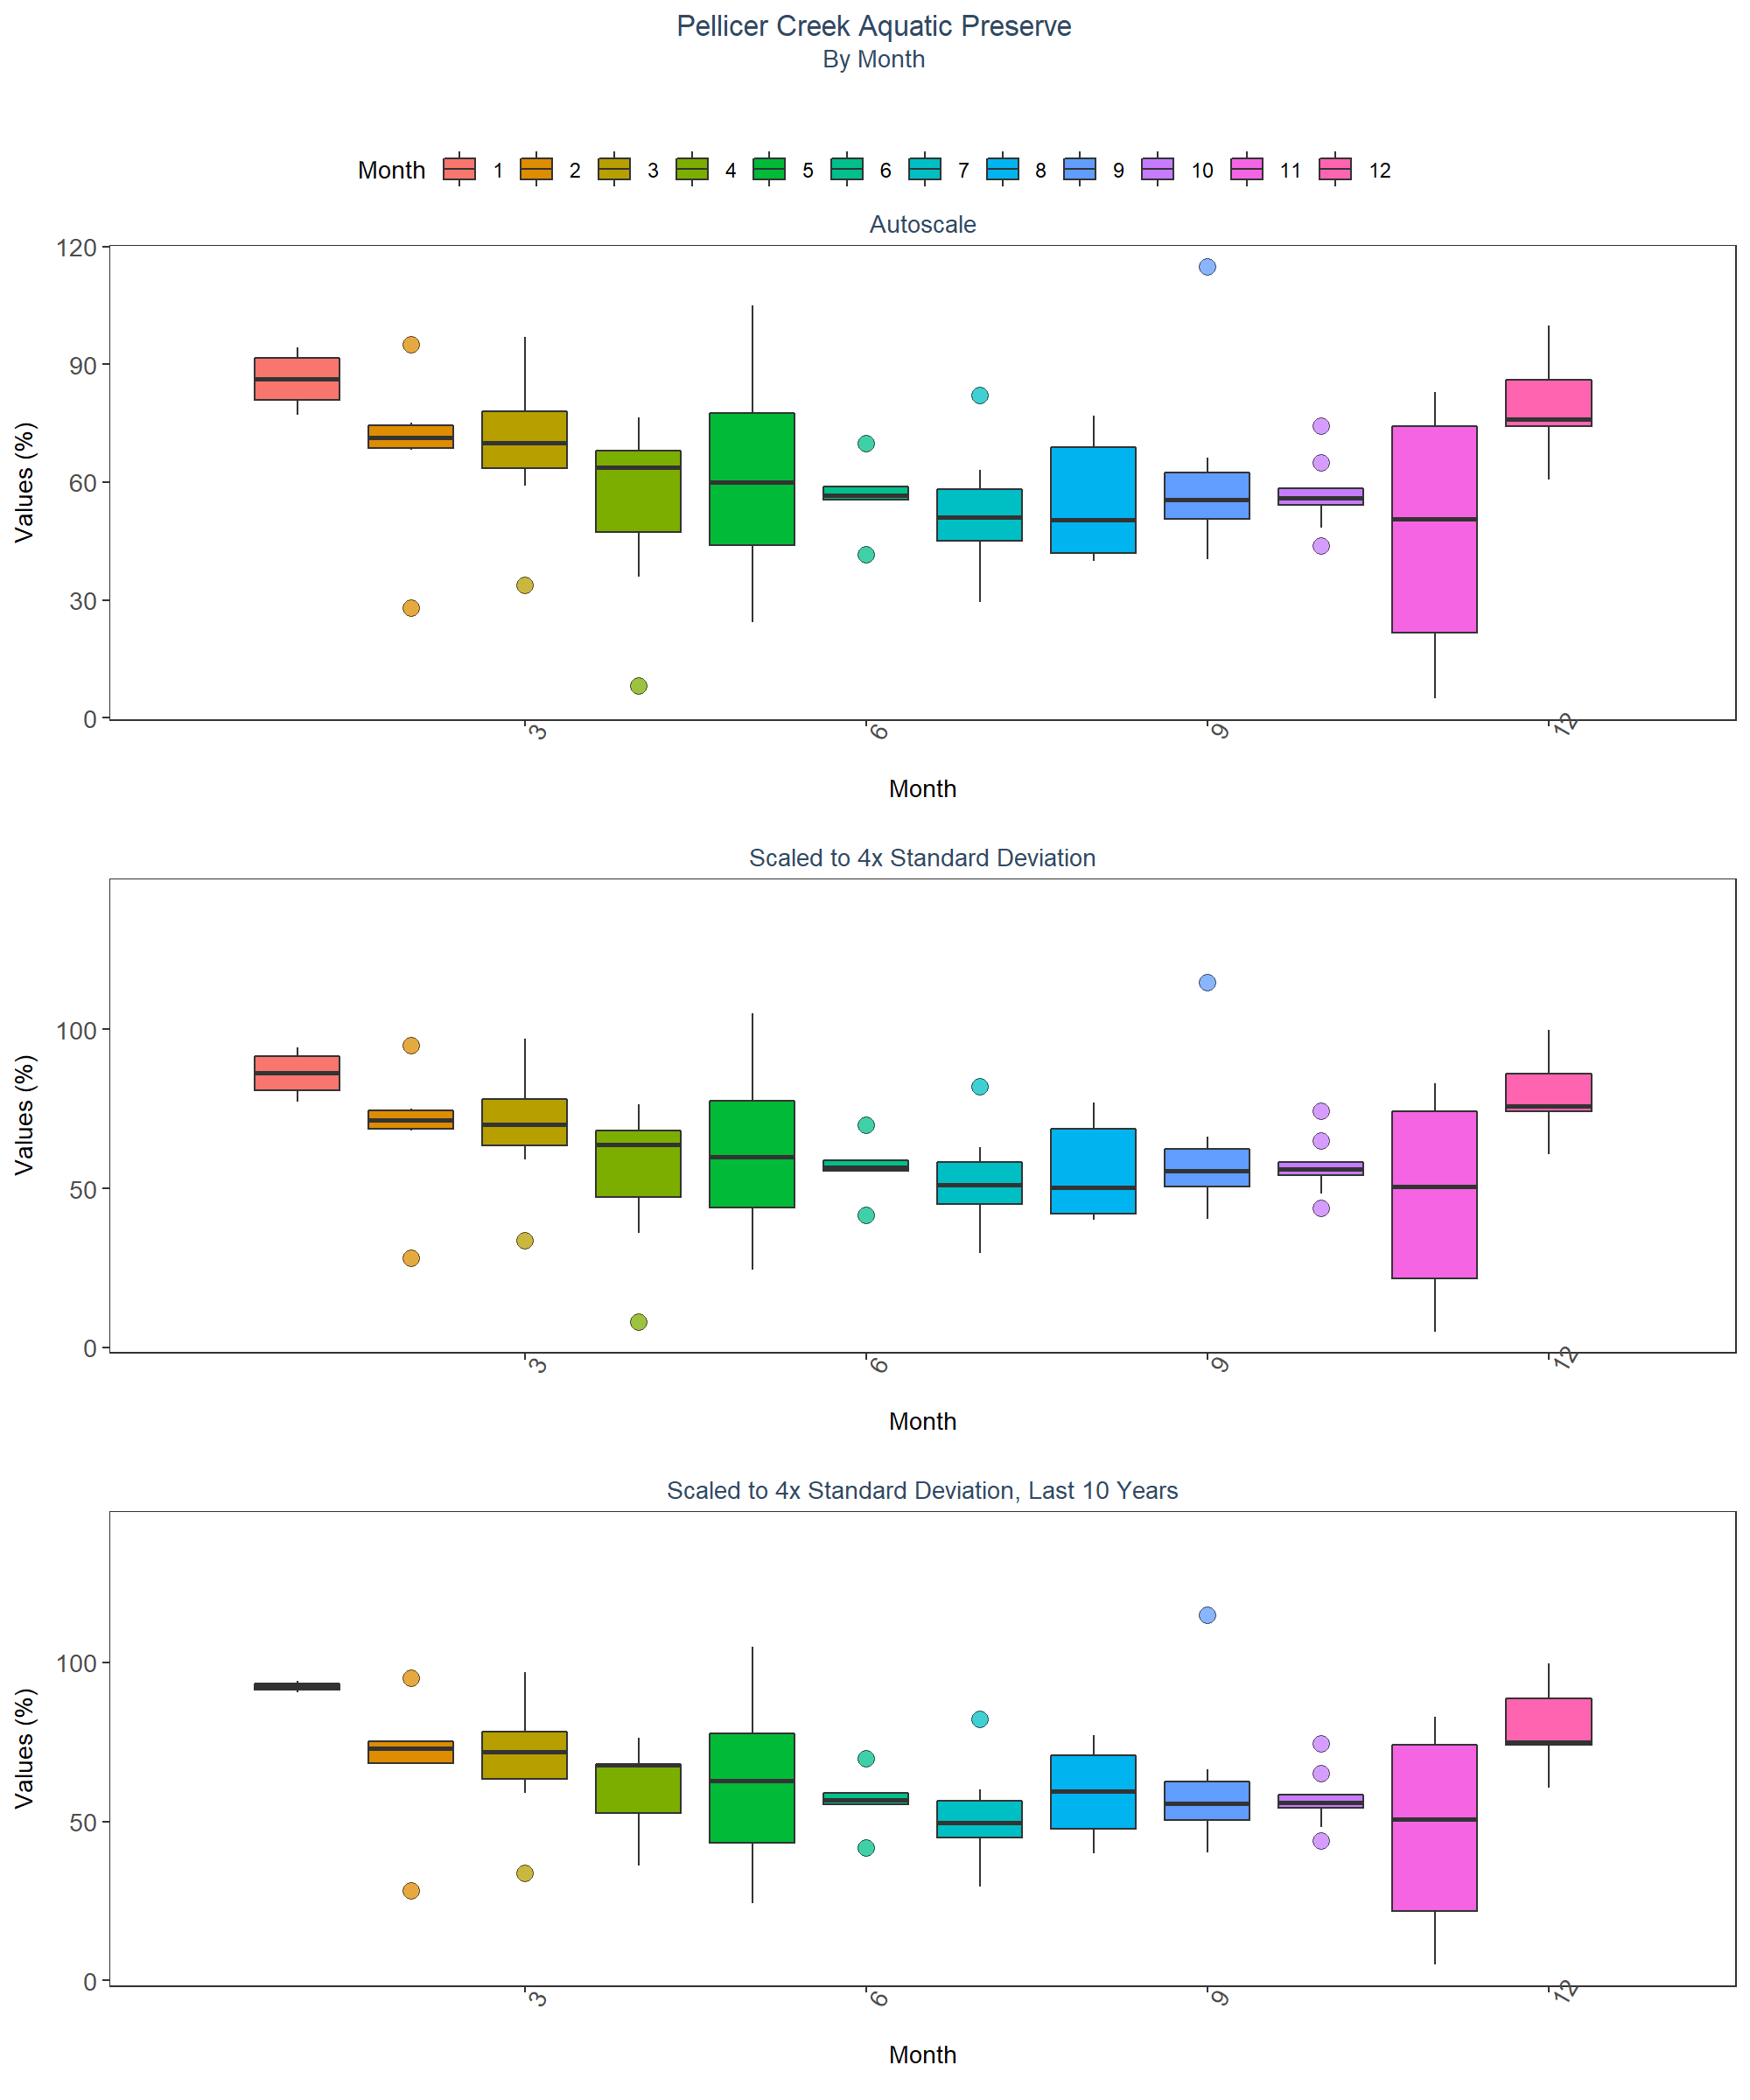 Pellicer Creek Aquatic Preserve
By Month
Month 1 2 3 4 5 6 7 8 9 10 11 12
Autoscale
120
90
60
30
0
Values (%)
3 6 9 12
Month
Scaled to 4x Standard Deviation
100
50
0
Values (%)
3 6 9 12
Month
Scaled to 4x Standard Deviation, Last 10 Years
100
50
0
Values (%)
3 6 9 12
Month